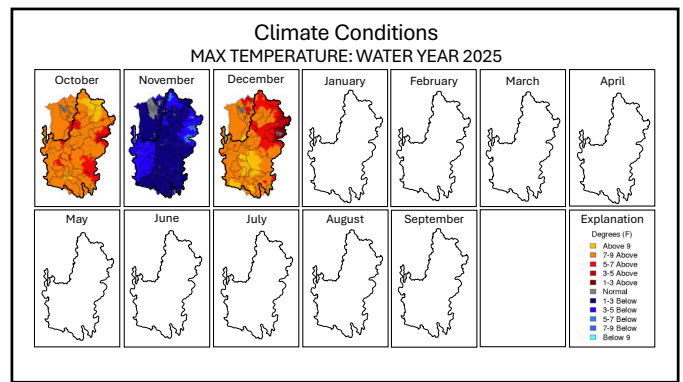 Climate Conditions
MAX TEMPERATURE: WATER YEAR 2025
October
November
December
January
February
March
April
May
June
July
August
September
Explanation
Degrees (F)
Above 9
7-9 Above
5-7 Above
3-5 Above
1-3 Above
Normal
1-3 Below
3-5 Below
5-7 Below
7-9 Below
Below 9